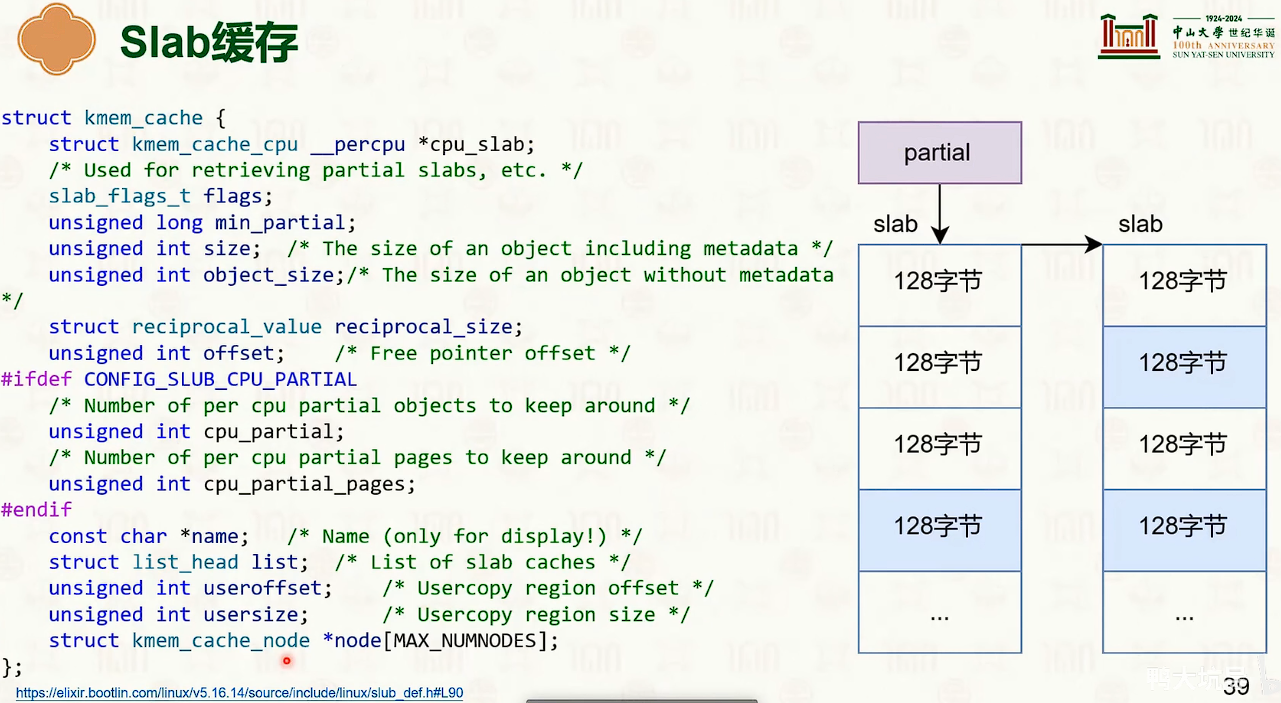 Slab缓存
1924-2024
中山大学 世纪华诞
100th ANNIVERSARY
SUN YAT-SEN UNIVERSITY
struct kmem_cache {
struct kmem_cache_cpu __percpu *cpu_slab;
/* Used for retrieving partial slabs, etc. */
slab_flags_t flags;
unsigned long min_partial;
unsigned int size;  /* The size of an object including metadata */
unsigned int object_size;/* The size of an object without metadata
*/
struct reciprocal_value reciprocal_size;
unsigned int offset;    /* Free pointer offset */
#ifdef CONFIG_SLUB_CPU_PARTIAL
/* Number of per cpu partial objects to keep around */
unsigned int cpu_partial;
/* Number of per cpu partial pages to keep around */
unsigned int cpu_partial_pages;
#endif
const char *name;   /* Name (only for display!) */
struct list_head list;  /* List of slab caches */
unsigned int useroffset;    /* Usercopy region offset */
unsigned int usersize;      /* Usercopy region size */
struct kmem_cache_node *node[MAX_NUMNODES];
};
https://elixir.bootlin.com/linux/v5.16.14/source/include/linux/slub_def.h#L90
partial
slab
128字节
128字节
128字节
128字节
...
slab
128字节
128字节
128字节
128字节
...
39